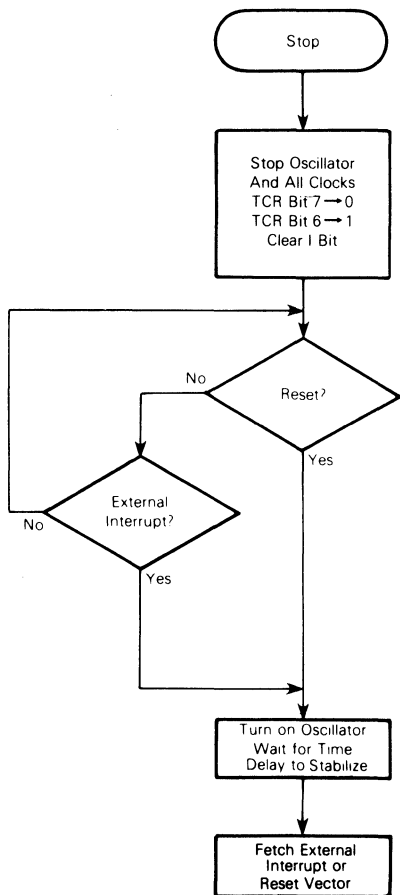 Stop
Stop Oscillator
And All Clocks
TCR Bit 7→0
TCR Bit 6→1
Clear I Bit
No
Reset?
Yes
External
Interrupt?
No
Yes
Turn on Oscillator
Wait for Time
Delay to Stabilize
Fetch External
Interrupt or
Reset Vector